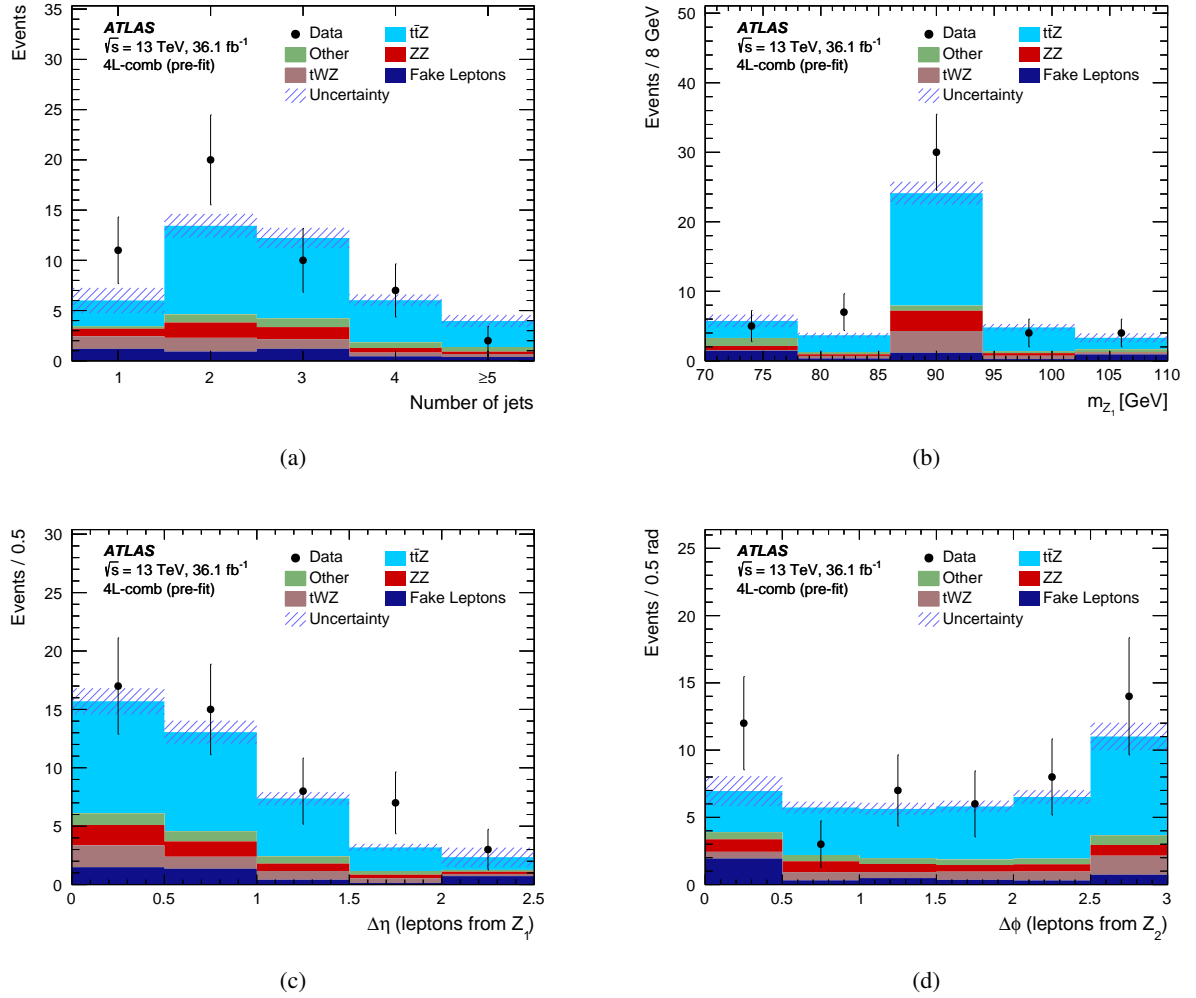 Events
35
30
25
20
15
10
5
0
ATLAS
√s = 13 TeV, 36.1 fb⁻¹
4L-comb (pre-fit)
Data
tt̄Z
Other
ZZ
tWZ
Fake Leptons
Uncertainty
1 2 3 4 ≥5
Number of jets
(a)
Events / 8 GeV
50
40
30
20
10
0
ATLAS
√s = 13 TeV, 36.1 fb⁻¹
4L-comb (pre-fit)
Data
tt̄Z
Other
ZZ
tWZ
Fake Leptons
Uncertainty
70 75 80 85 90 95 100 105 110
m_Z₁ [GeV]
(b)
Events / 0.5
30
25
20
15
10
5
0
ATLAS
√s = 13 TeV, 36.1 fb⁻¹
4L-comb (pre-fit)
Data
tt̄Z
Other
ZZ
tWZ
Fake Leptons
Uncertainty
0 0.5 1 1.5 2 2.5
Δη (leptons from Z₁)
(c)
Events / 0.5 rad
25
20
15
10
5
0
ATLAS
√s = 13 TeV, 36.1 fb⁻¹
4L-comb (pre-fit)
Data
tt̄Z
Other
ZZ
tWZ
Fake Leptons
Uncertainty
0 0.5 1 1.5 2 2.5 3
Δϕ (leptons from Z₂)
(d)